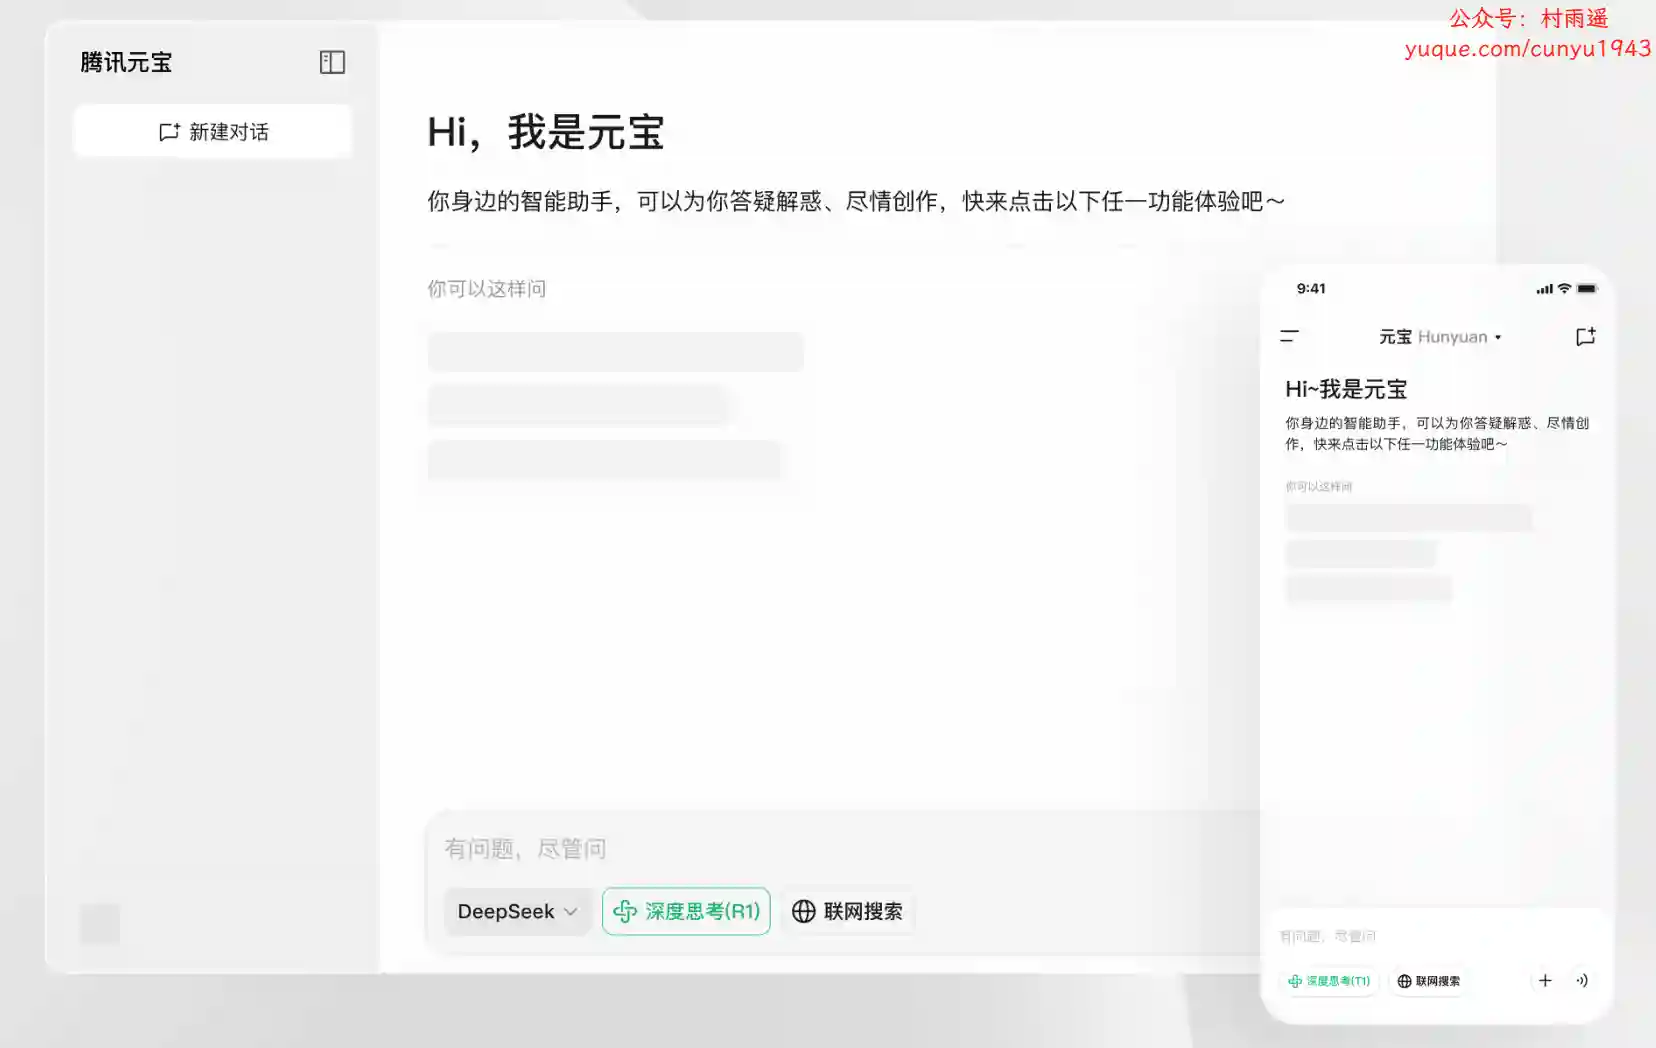 公众号：村雨遥
yuque.com/cunyu1943
腾讯元宝
新建对话
Hi，我是元宝
你身边的智能助手，可以为你答疑解惑、尽情创作，快来点击以下任一功能体验吧～
你可以这样问
有问题，尽管问
DeepSeek 深度思考(R1) 联网搜索
9:41
元宝 Hunyuan
Hi~我是元宝
你身边的智能助手，可以为你答疑解惑、尽情创
作，快来点击以下任一功能体验吧～
你可以这样问
有问题，尽管问
深度思考(T1) 联网搜索